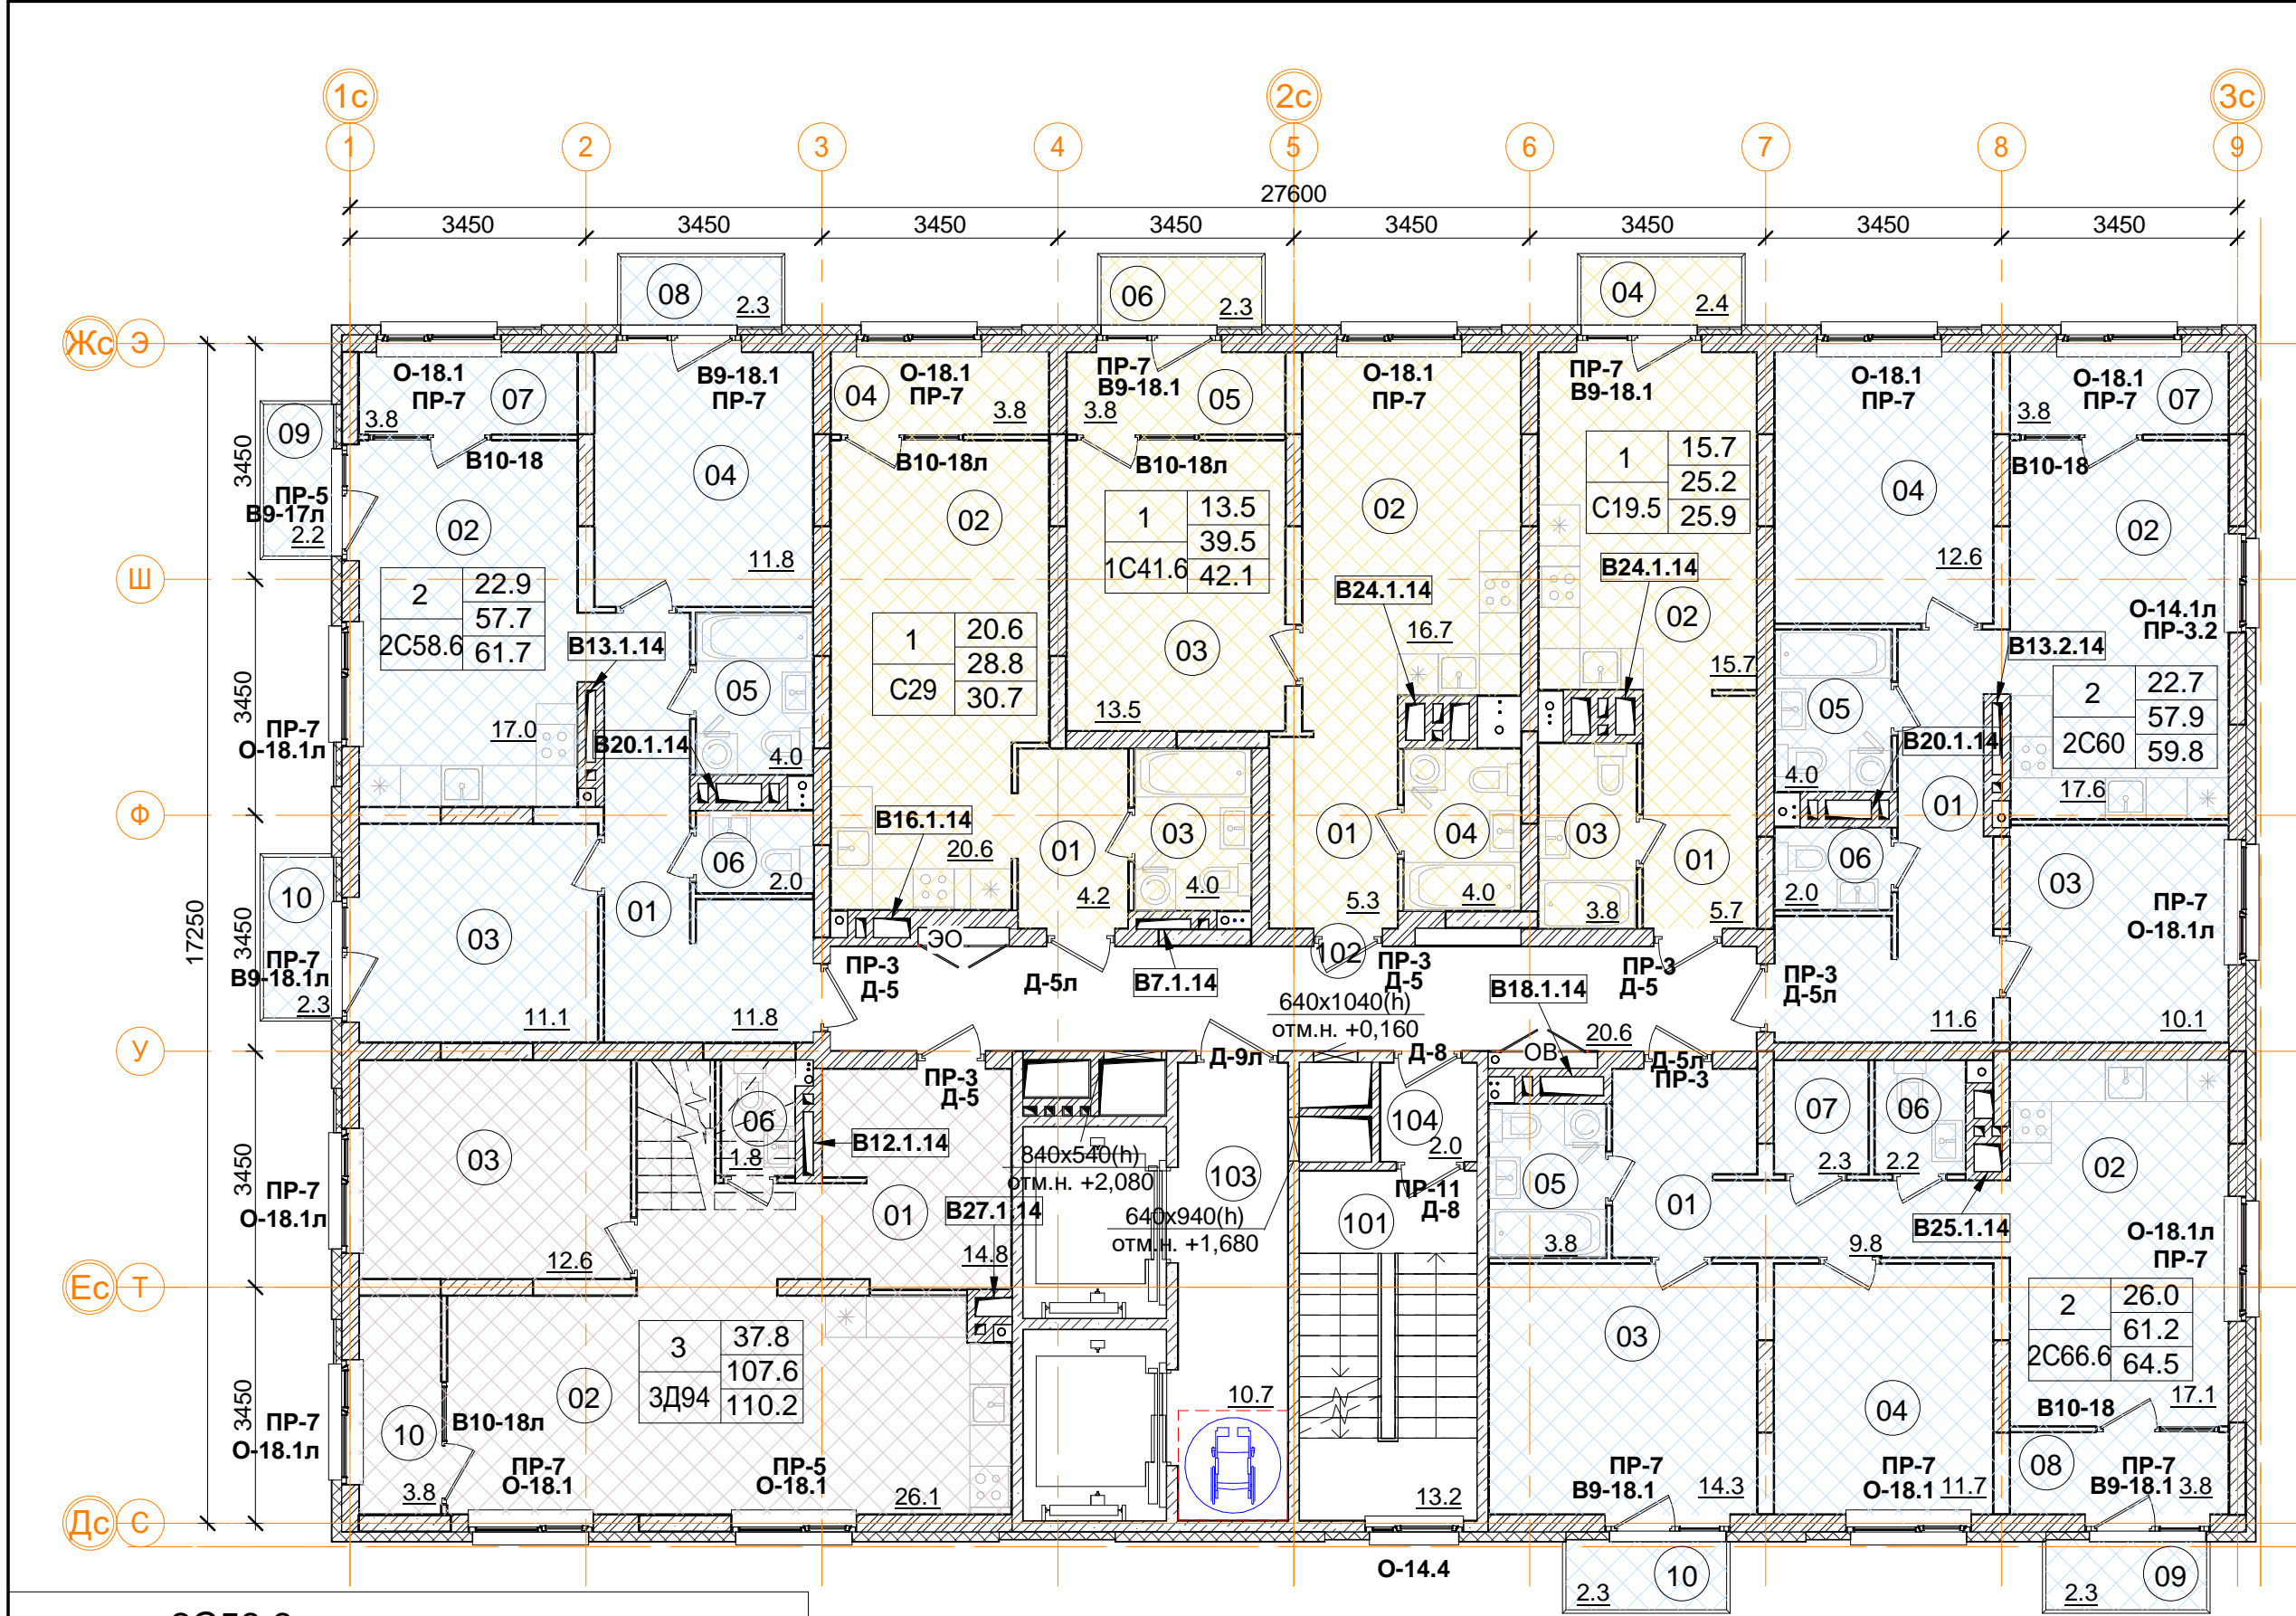 1с
2с
3с
1
2
3
4
5
6
7
8
9
27600
3450
3450
3450
3450
3450
3450
3450
3450
08
2.3
06
2.3
04
2.4
Жс
Э
О-18.1
ПР-7
07
3.8
В9-18.1
ПР-7
04
О-18.1
ПР-7
3.8
ПР-7
В9-18.1
3.8
05
О-18.1
ПР-7
ПР-7
В9-18.1
О-18.1
ПР-7
О-18.1
ПР-7
3.8
07
09
3450
В10-18
04
11.8
В10-18л
02
В10-18л
1
13.5
39.5
1С41.6
42.1
02
1
15.7
25.2
С19.5
25.9
04
12.6
В10-18
02
ПР-5
В9-17л
2.2
02
Ш
2
22.9
57.7
2С58.6
61.7
В13.1.14
1
20.6
28.8
С29
30.7
03
13.5
В24.1.14
16.7
В24.1.14
02
15.7
О-14.1л
ПР-3.2
В13.2.14
2
22.7
57.9
2С60
59.8
3450
ПР-7
О-18.1л
17.0
05
В20.1.14
4.0
05
4.0
В20.1.14
01
17.6
Ф
06
2.0
В16.1.14
20.6
01
4.2
03
4.0
01
5.3
04
4.0
03
3.8
01
5.7
06
2.0
03
10
17250
3450
ПР-7
В9-18.1л
2.3
03
11.1
01
11.8
ПР-3
Д-5
ЭО
Д-5л
В7.1.14
102
ПР-3
Д-5
640х1040(h)
отм.н. +0,160
В18.1.14
20.6
ПР-3
Д-5
ПР-3
Д-5л
11.6
ПР-7
О-18.1л
10.1
У
ПР-3
Д-5
Д-9л
Д-8
ОВ
Д-5л
ПР-3
3450
ПР-7
О-18.1л
03
12.6
06
1.8
В12.1.14
01
14.8
В27.1.14
840х540(h)
отм.н. +2,080
103
640х940(h)
отм.н. +1,680
104
2.0
ПР-11
Д-8
101
05
3.8
01
9.8
07
2.3
06
2.2
В25.1.14
02
О-18.1л
ПР-7
Ес
Т
3450
ПР-7
О-18.1л
10
3.8
В10-18л
02
3
37.8
107.6
3Д94
110.2
ПР-7
О-18.1
ПР-5
О-18.1
26.1
10.7
13.2
03
ПР-7
В9-18.1
14.3
04
ПР-7
О-18.1
11.7
2
26.0
61.2
2С66.6
64.5
17.1
В10-18
08
ПР-7
В9-18.1
3.8
Дс
С
О-14.4
2.3
10
2.3
09